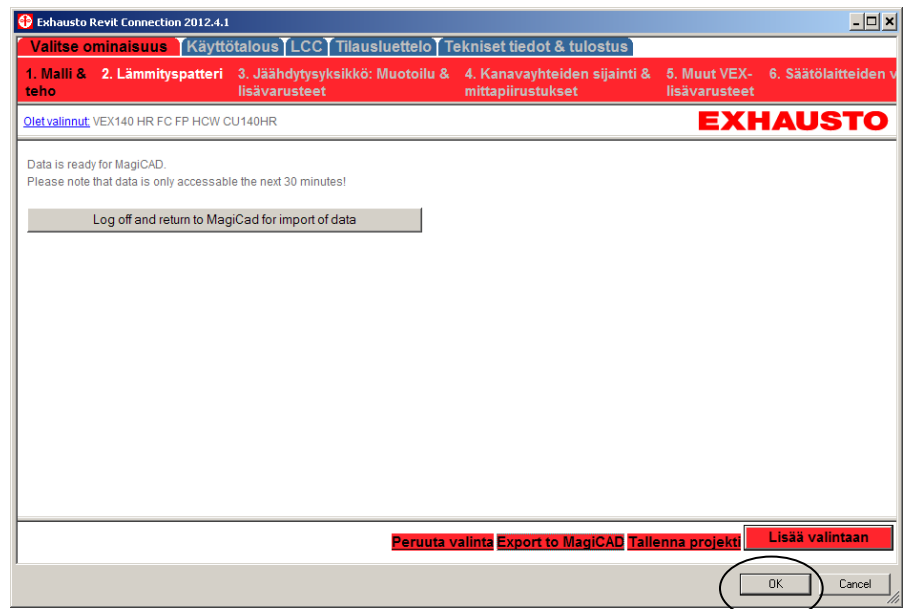 Exhausto Revit Connection 2012.4.1
Valitse ominaisuus Käyttötalous LCC Tilausluettelo Tekniset tiedot & tulostus
1. Malli & 2. Lämmityspatteri 3. Jäähdytysyksikkö: Muotoilu & 4. Kanavayhteiden sijainti & 5. Muut VEX- 6. Säätölaitteiden v
teho lisävarusteet mittapiirustukset lisävarusteet
Olet valinnut: VEX140 HR FC FP HCW CU140HR EXHAUSTO
Data is ready for MagiCAD.
Please note that data is only accessable the next 30 minutes!
Log off and return to MagiCad for import of data
Peruuta valinta Export to MagiCAD Tallenna projekti Lisää valintaan
OK Cancel